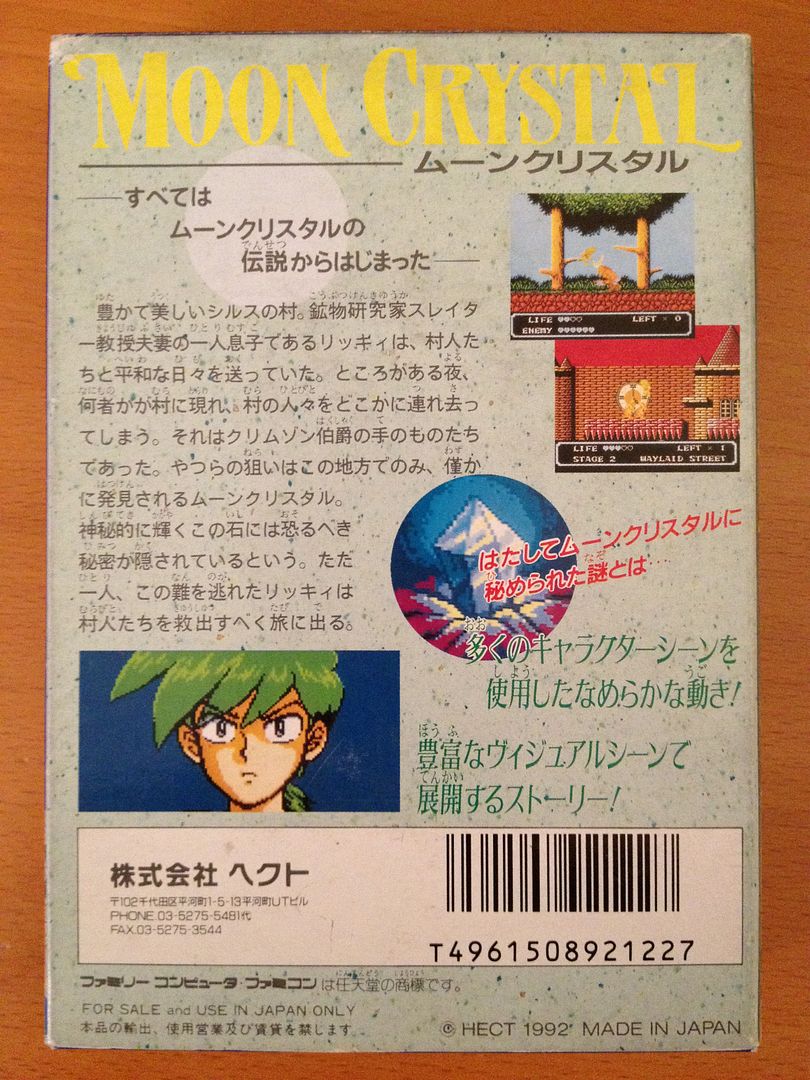 MOON CRYSTAL
ムーンクリスタル
──すべては
ムーンクリスタルの
伝説からはじまった──
豊かで美しいシルスの村。鉱物研究家スレイタ
ー教授夫妻の一人息子であるリッキィは、村人た
ちと平和な日々を送っていた。ところがある夜、
何者かが村に現れ、村の人々をどこかに連れ去っ
てしまう。それはクリムゾン伯爵の手のものたち
であった。やつらの狙いはこの地方でのみ、僅か
に発見されるムーンクリスタル。
神秘的に輝くこの石には恐るべき
秘密が隠されているという。ただ
一人、この難を逃れたリッキィは
村人たちを救出すべく旅に出る。
LIFE ♥♥♡♡ LEFT × 0
ENEMY ♥♥♥♥♥♥
LIFE ♥♥♥♡♡ LEFT × 1
STAGE 2 WAYLAID STREET
はたしてムーンクリスタルに
秘められた謎とは…
多くのキャラクターシーンを
使用したなめらかな動き!
豊富なヴィジュアルシーンで
展開するストーリー!
株式会社 ヘクト
〒102千代田区平河町1-5-13平河町UTビル
PHONE.03-5275-5481代
FAX.03-5275-3544
T4961508921227
ファミリーコンピュータ・ファミコンは任天堂の商標です。
FOR SALE and USE IN JAPAN ONLY
本品の輸出、使用営業及び賃貸を禁じます。
© HECT 1992 MADE IN JAPAN